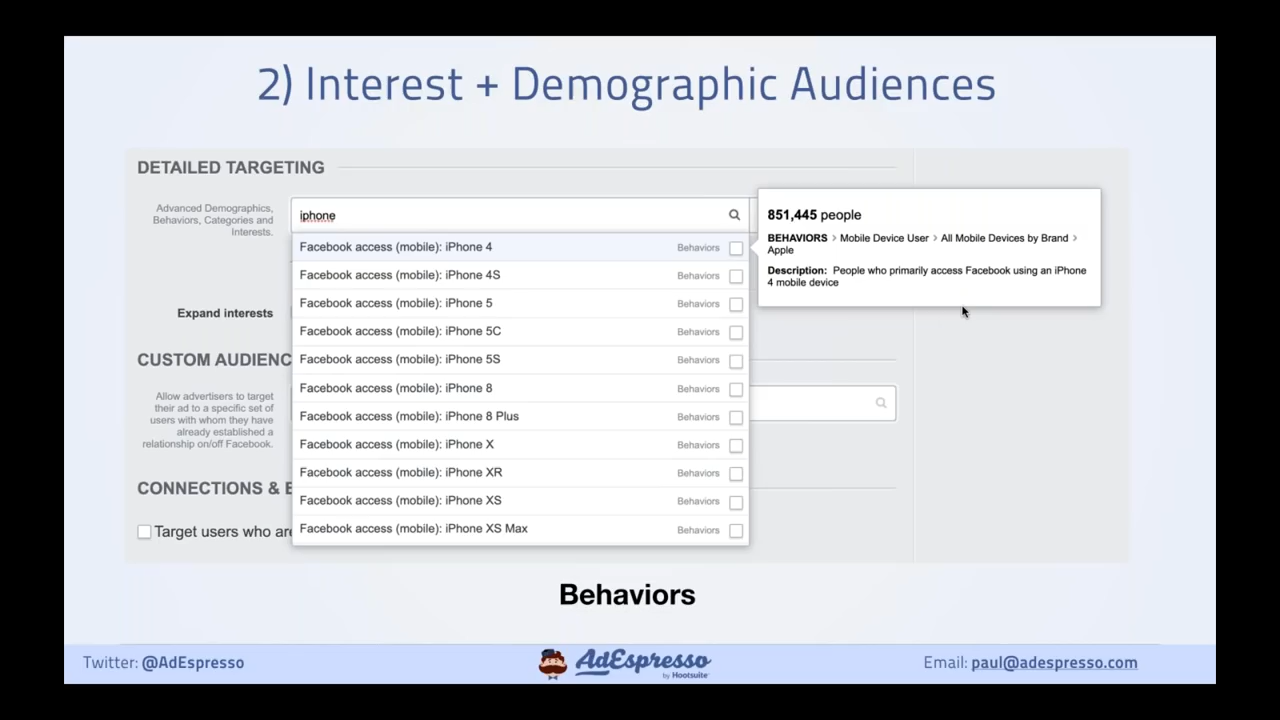 2) Interest + Demographic Audiences
DETAILED TARGETING
Advanced Demographics,
Behaviors, Categories and
Interests.
iphone
Facebook access (mobile): iPhone 4 Behaviors
Facebook access (mobile): iPhone 4S Behaviors
Facebook access (mobile): iPhone 5 Behaviors
Facebook access (mobile): iPhone 5C Behaviors
Facebook access (mobile): iPhone 5S Behaviors
Facebook access (mobile): iPhone 8 Behaviors
Facebook access (mobile): iPhone 8 Plus Behaviors
Facebook access (mobile): iPhone X Behaviors
Facebook access (mobile): iPhone XR Behaviors
Facebook access (mobile): iPhone XS Behaviors
Facebook access (mobile): iPhone XS Max Behaviors
851,445 people
BEHAVIORS > Mobile Device User > All Mobile Devices by Brand >
Apple
Description: People who primarily access Facebook using an iPhone
4 mobile device
Expand interests
CUSTOM AUDIENC
Allow advertisers to target
their ad to a specific set of
users with whom they have
already established a
relationship on/off Facebook.
CONNECTIONS &
Target users who are
Behaviors
Twitter: @AdEspresso
AdEspresso
by Hootsuite
Email: paul@adespresso.com